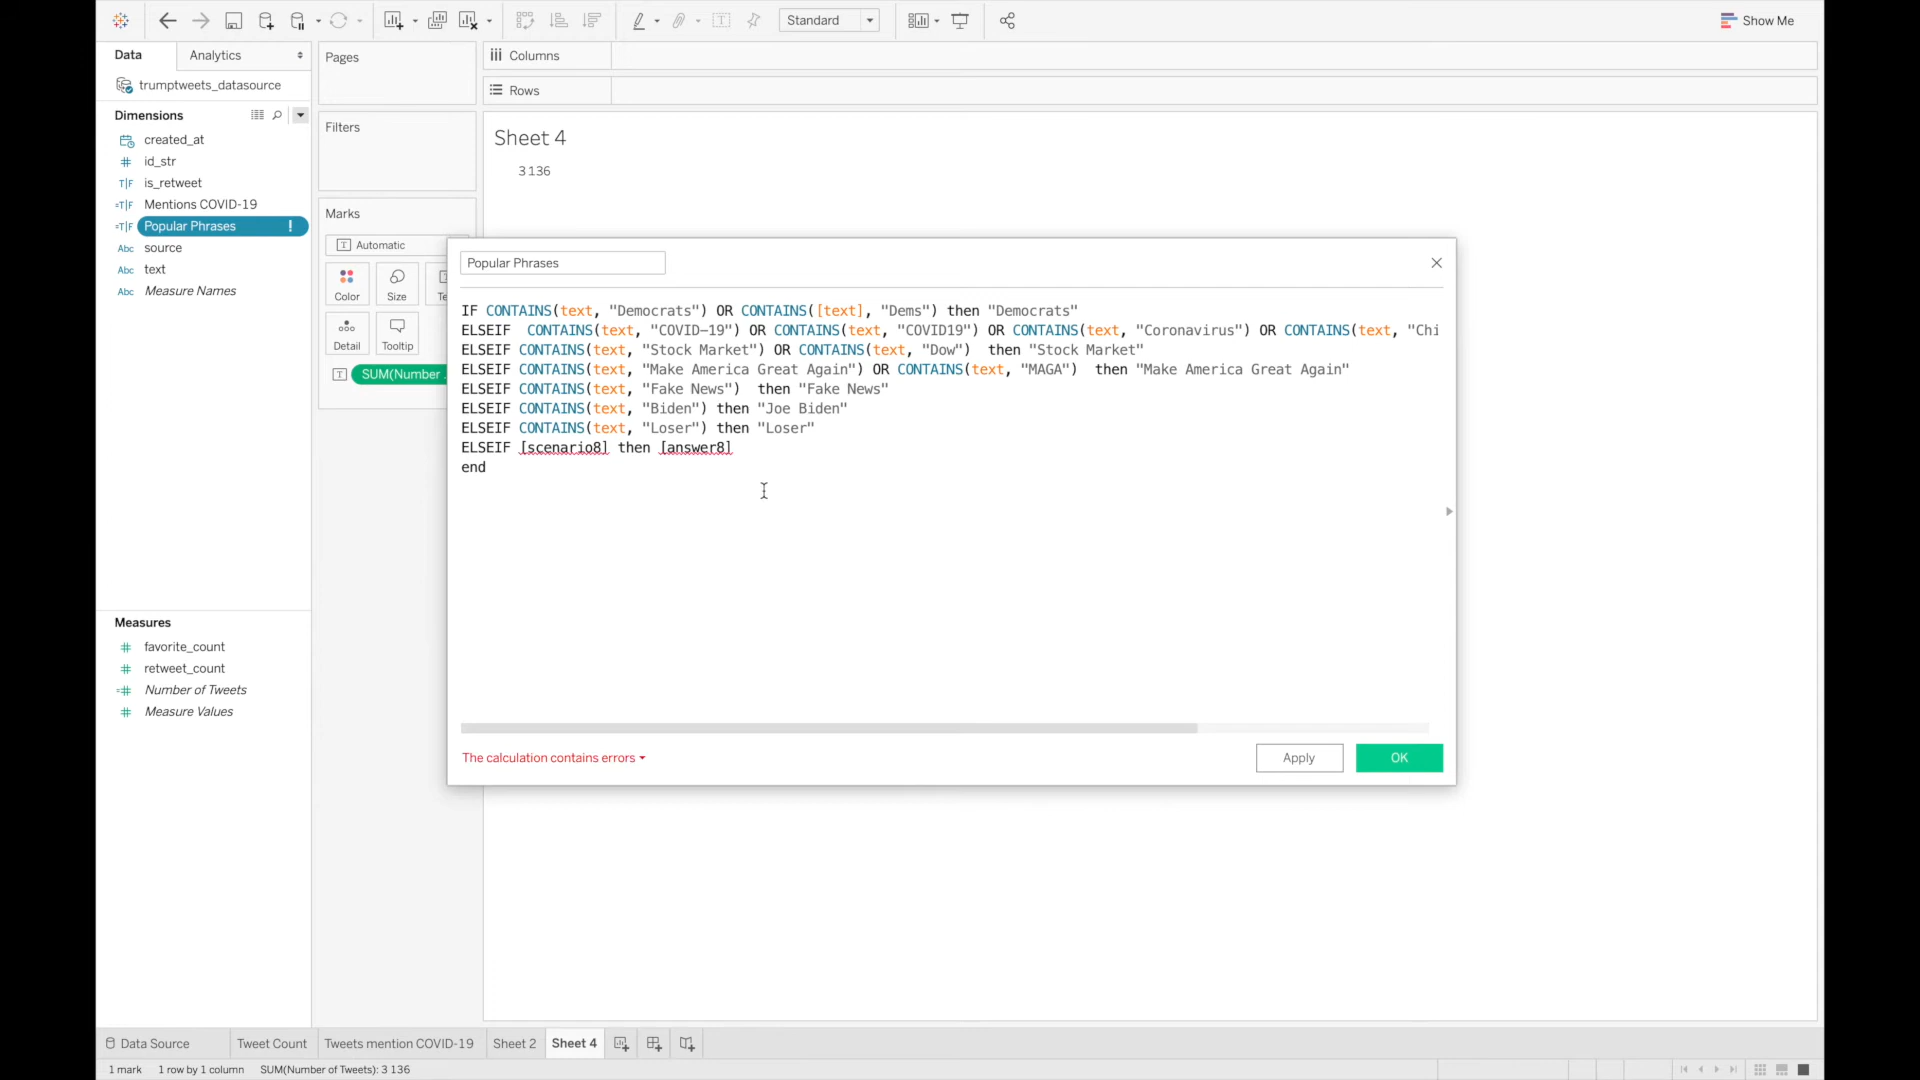 Standard
Show Me
Data
Analytics
Pages
Columns
trumptweets_datasource
Rows
Dimensions
Filters
Sheet 4
created_at
id_str
3 136
is_retweet
Mentions COVID-19
Marks
Popular Phrases !
source
Automatic
text
Measure Names
Color
Size
Te
Detail
Tooltip
SUM(Number ..
Popular Phrases
IF CONTAINS(text, "Democrats") OR CONTAINS([text], "Dems") then "Democrats"
ELSEIF  CONTAINS(text, "COVID-19") OR CONTAINS(text, "COVID19") OR CONTAINS(text, "Coronavirus") OR CONTAINS(text, "Chi
ELSEIF CONTAINS(text, "Stock Market") OR CONTAINS(text, "Dow")  then "Stock Market"
ELSEIF CONTAINS(text, "Make America Great Again") OR CONTAINS(text, "MAGA")  then "Make America Great Again"
ELSEIF CONTAINS(text, "Fake News")  then "Fake News"
ELSEIF CONTAINS(text, "Biden") then "Joe Biden"
ELSEIF CONTAINS(text, "Loser") then "Loser"
ELSEIF [scenario8] then [answer8]
end
The calculation contains errors
Apply
OK
Measures
favorite_count
retweet_count
Number of Tweets
Measure Values
Data Source
Tweet Count
Tweets mention COVID-19
Sheet 2
Sheet 4
1 mark
1 row by 1 column
SUM(Number of Tweets): 3 136